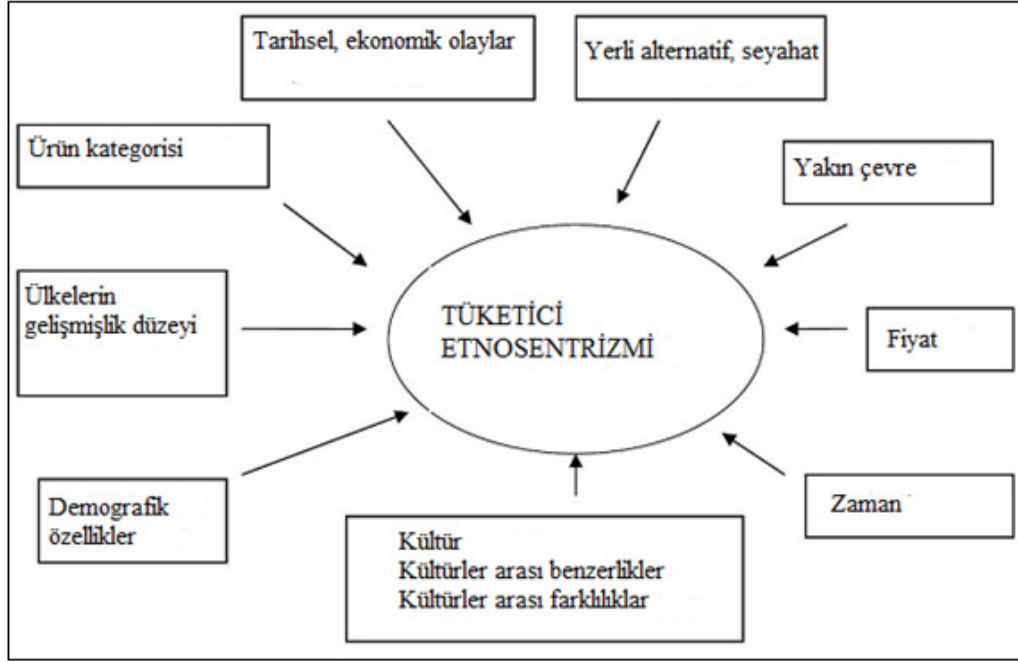 Tarihsel, ekonomik olaylar
Yerli alternatif, seyahat
Ürün kategorisi
Yakın çevre
Ülkelerin
gelişmişlik düzeyi
TÜKETİCİ
ETNOSENTRİZMİ
Fiyat
Demografik
özellikler
Zaman
Kültür
Kültürler arası benzerlikler
Kültürler arası farklılıklar